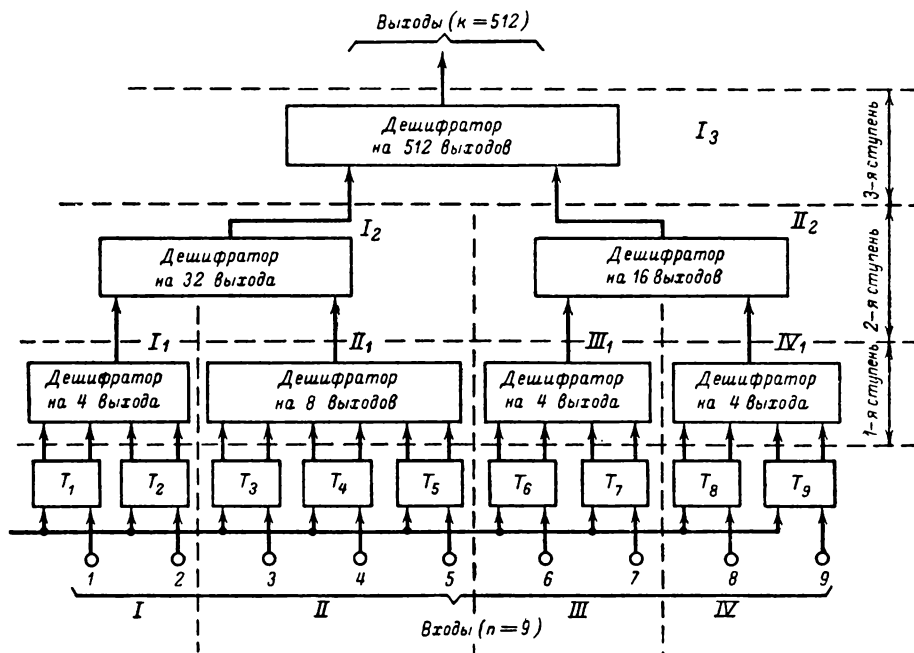 Выходы (к = 512)
Дешифратор
на 512 выходов
I3
3-я ступень
I2
II2
Дешифратор
на 32 выхода
Дешифратор
на 16 выходов
2-я ступень
I1
II1
III1
IV1
Дешифратор
на 4 выхода
Дешифратор
на 8 выходов
Дешифратор
на 4 выхода
Дешифратор
на 4 выхода
1-я ступень
T1 T2 T3 T4 T5 T6 T7 T8 T9
1 2 3 4 5 6 7 8 9
I II III IV
Входы (n = 9)